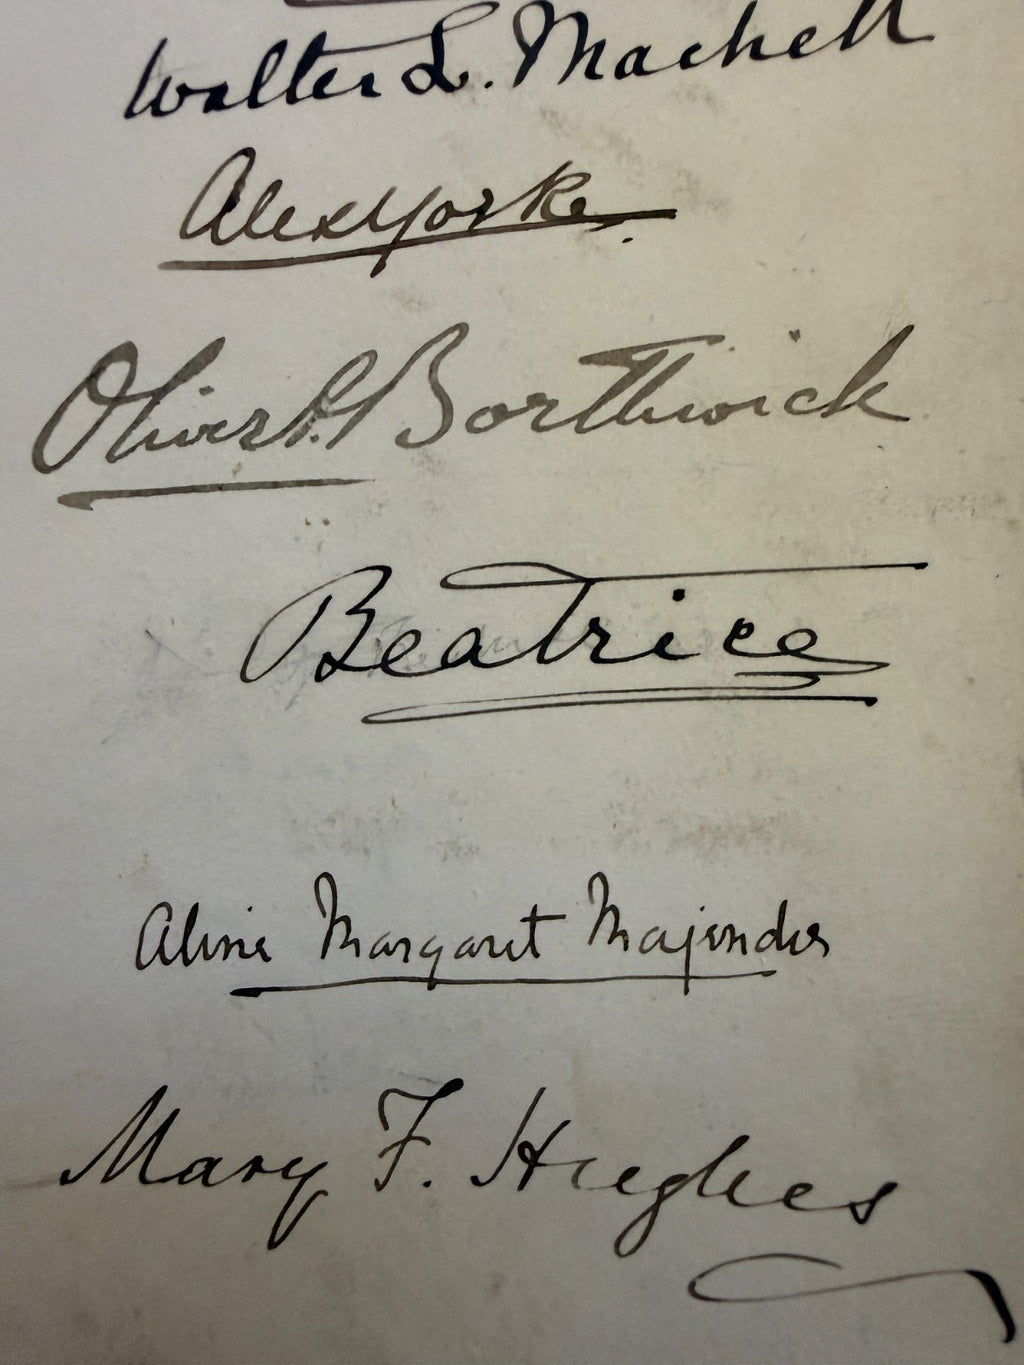 Walter L. Machell
Alex Yorke.
Oliver A. Borthwick
Beatrice
Aline Margaret Majendie
Mary F. Hughes